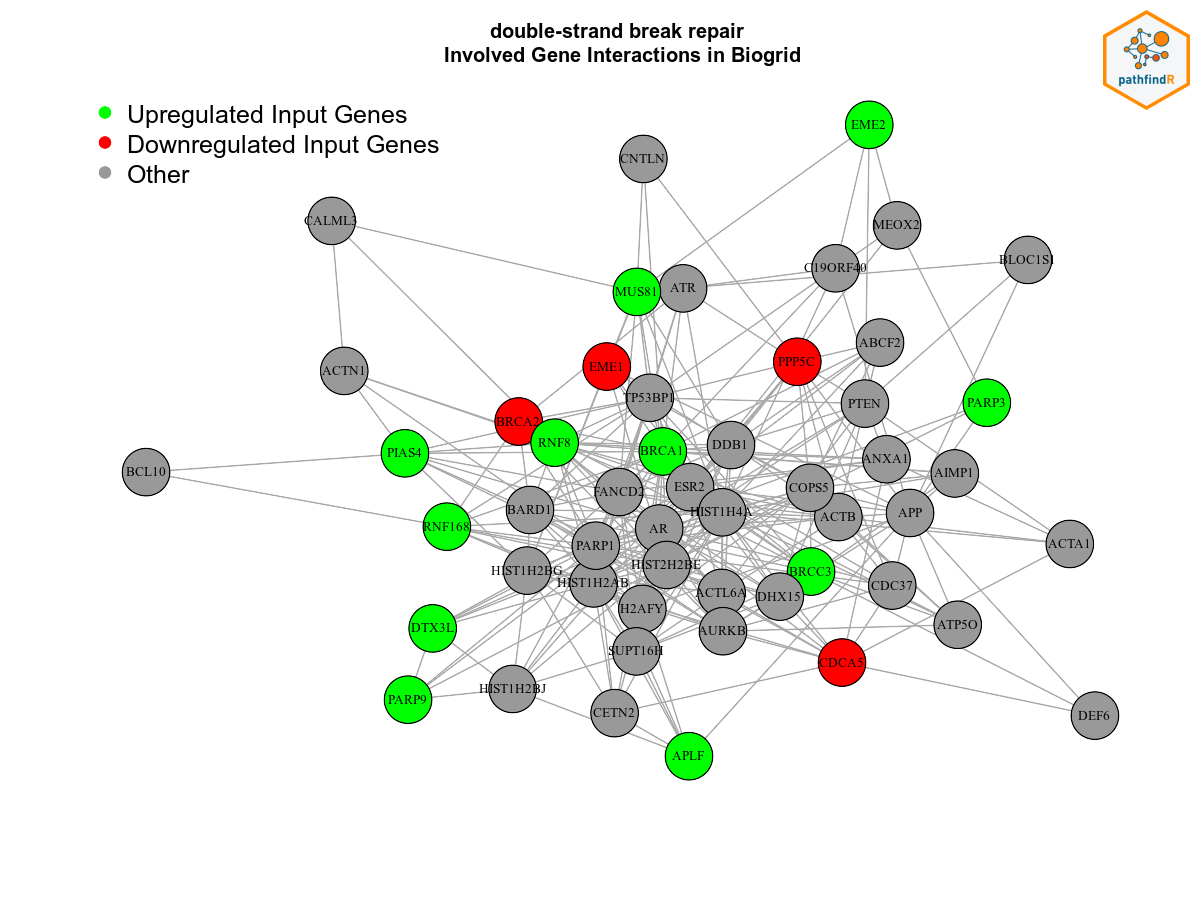 double-strand break repair
Involved Gene Interactions in Biogrid
pathfindR
Upregulated Input Genes
Downregulated Input Genes
Other
EME2
CNTLN
CALML3
MEOX2
BLOC1S1
C19ORF40
MUS81
ATR
ABCF2
PPP5C
EME1
ACTN1
TP53BP1
PTEN
PARP3
BRCA2
RNF8
BRCA1
DDB1
PIAS4
ANXA1
BCL10
AIMP1
ESR2
COPS5
FANCD2
BARD1
HIST1H4A
ACTB
APP
RNF168
AR
PARP1
ACTA1
HIST2H2BE
HIST1H2BG
BRCC3
HIST1H2AB
CDC37
ACTL6A
DHX15
H2AFY
DTX3L
AURKB
ATP5O
SUPT16H
CDCA5
HIST1H2BJ
PARP9
CETN2
DEF6
APLF